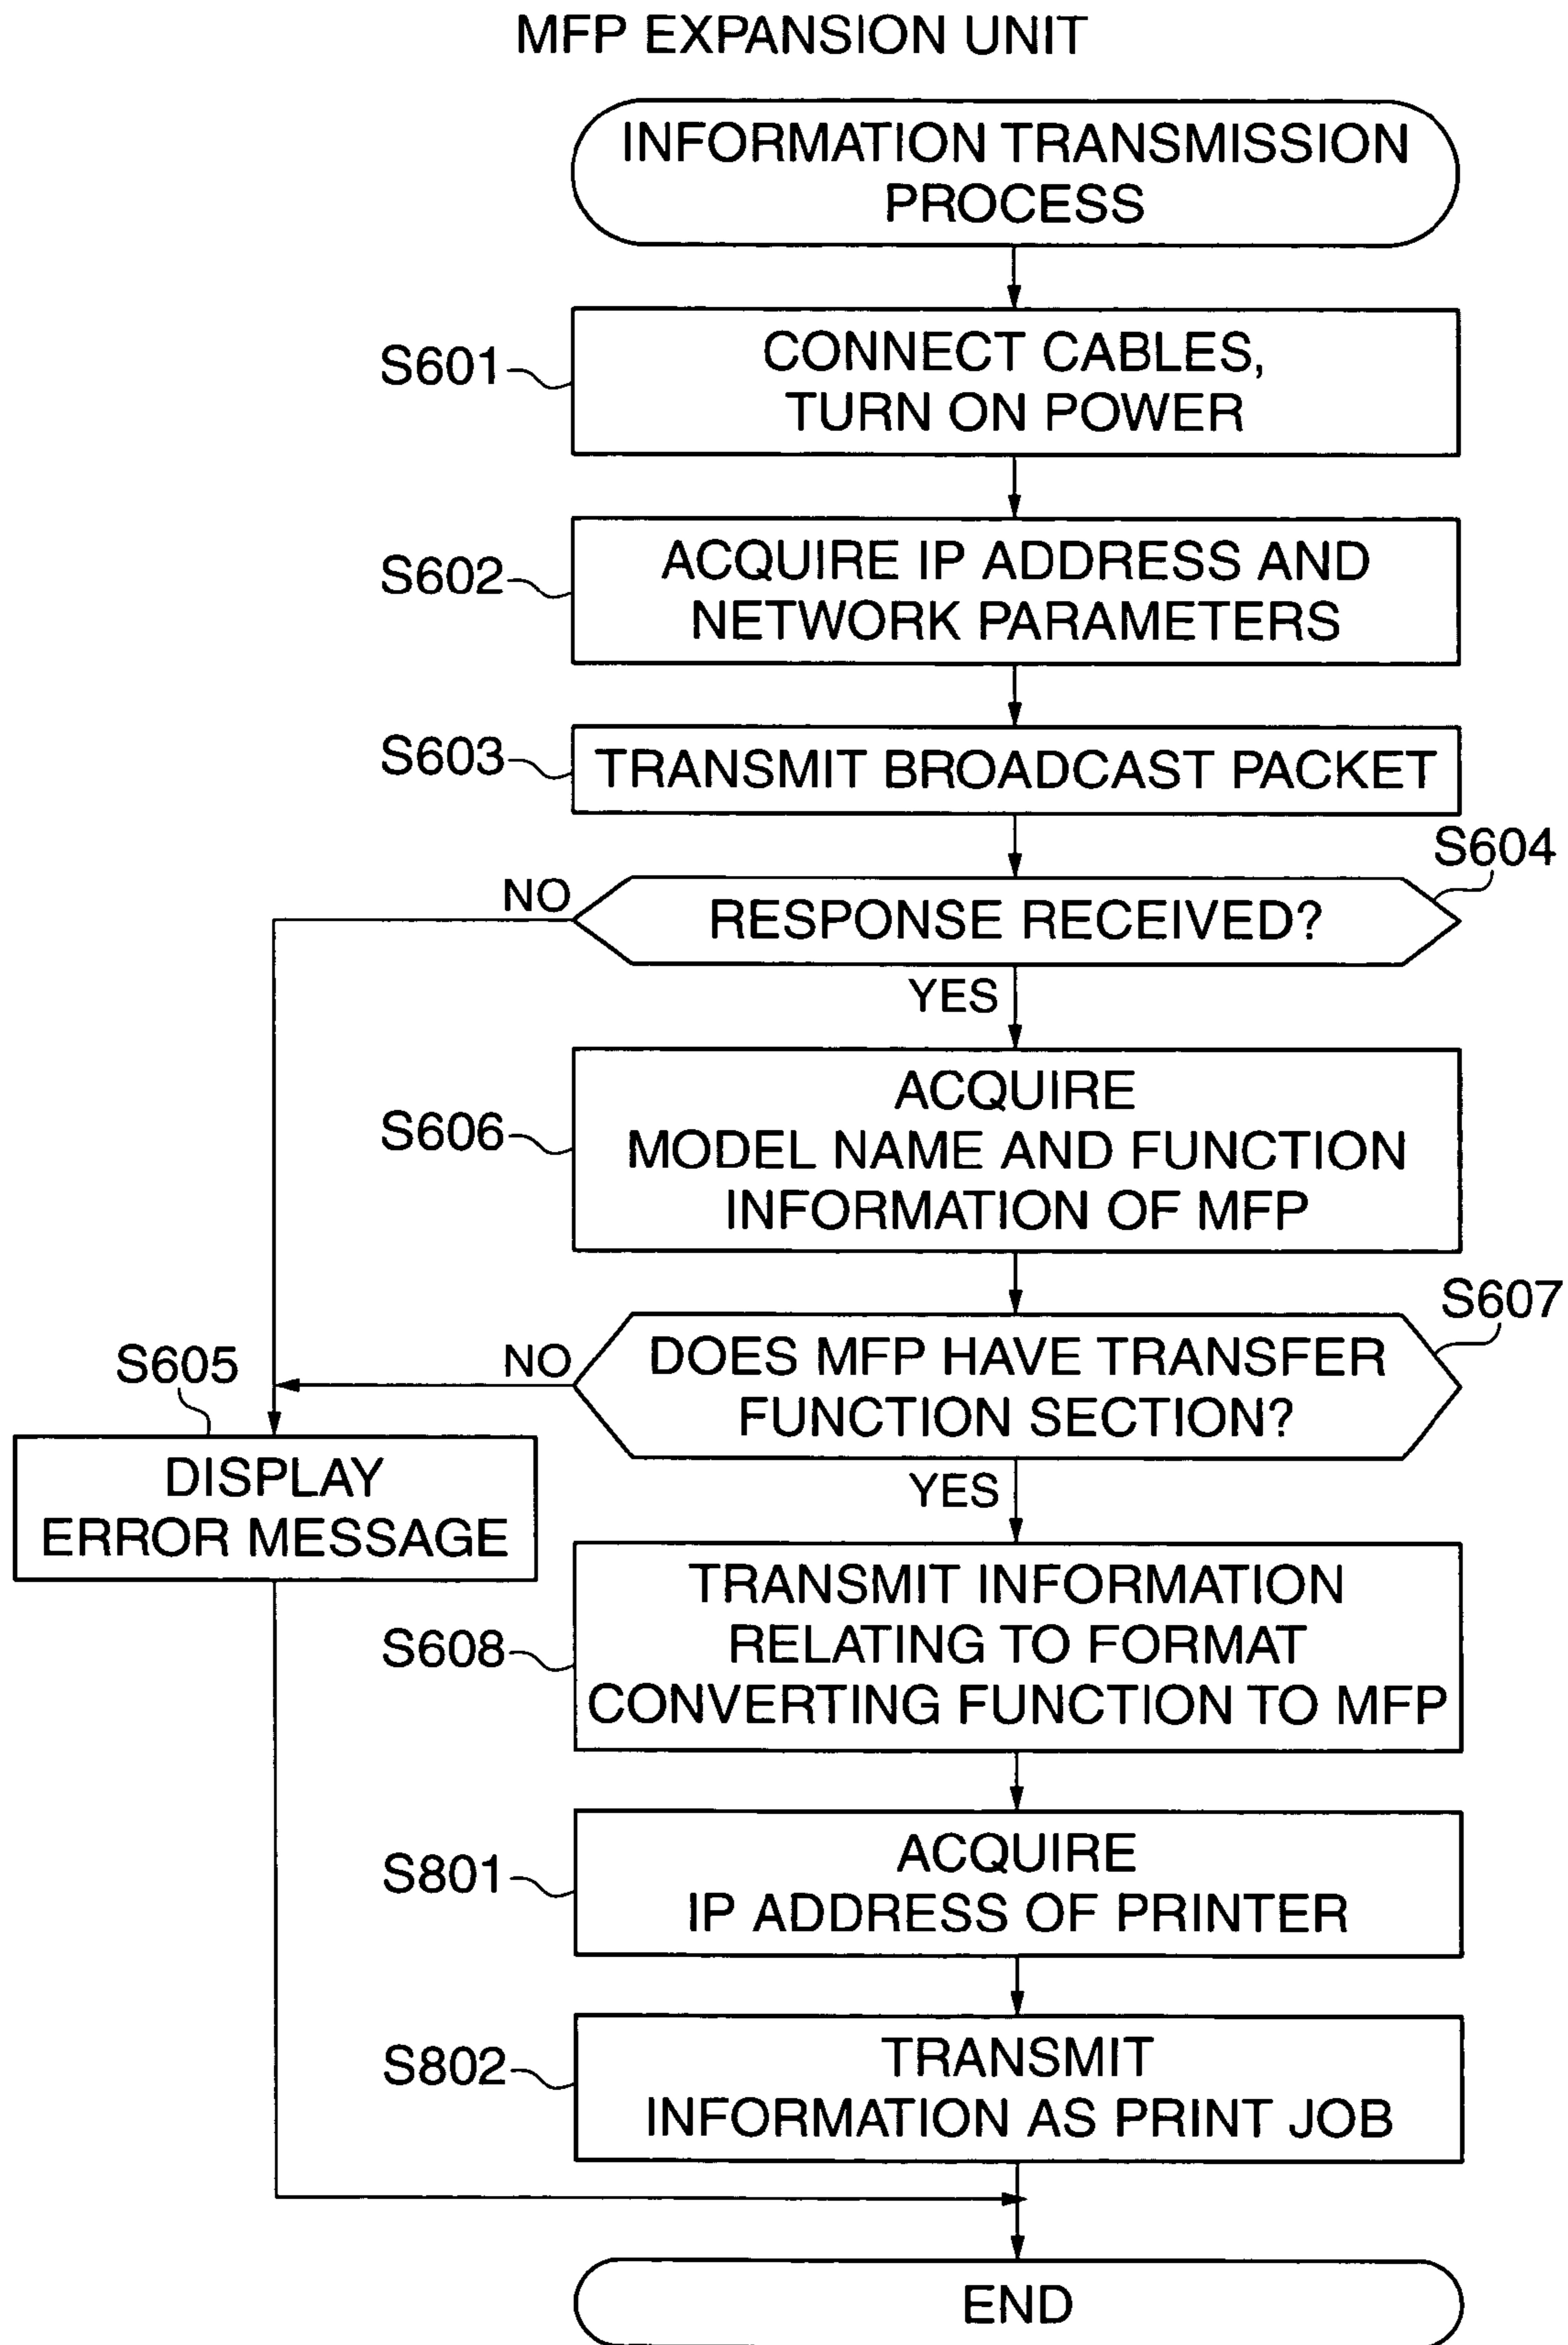 MFP EXPANSION UNIT
INFORMATION TRANSMISSION
PROCESS
S601
CONNECT CABLES,
TURN ON POWER
S602
ACQUIRE IP ADDRESS AND
NETWORK PARAMETERS
S603
TRANSMIT BROADCAST PACKET
S604
NO
RESPONSE RECEIVED?
YES
S606
ACQUIRE
MODEL NAME AND FUNCTION
INFORMATION OF MFP
S607
NO
DOES MFP HAVE TRANSFER
FUNCTION SECTION?
S605
DISPLAY
ERROR MESSAGE
YES
S608
TRANSMIT INFORMATION
RELATING TO FORMAT
CONVERTING FUNCTION TO MFP
S801
ACQUIRE
IP ADDRESS OF PRINTER
S802
TRANSMIT
INFORMATION AS PRINT JOB
END